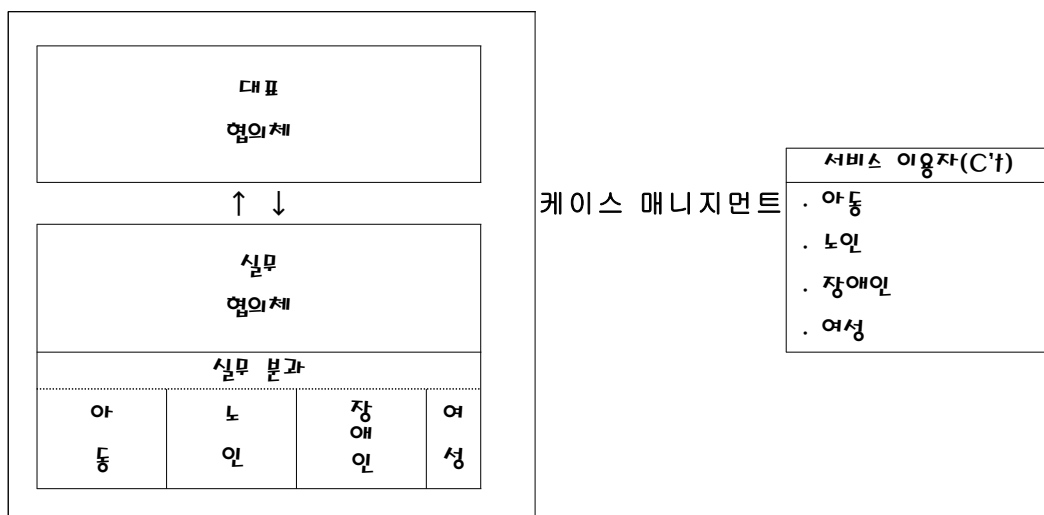 대표
협의체
↑ ↓
실무
협의체
실무 분과
아동
노인
장애인
여성
케이스 매니지먼트
서비스 이용자(C't)
. 아동
. 노인
. 장애인
. 여성